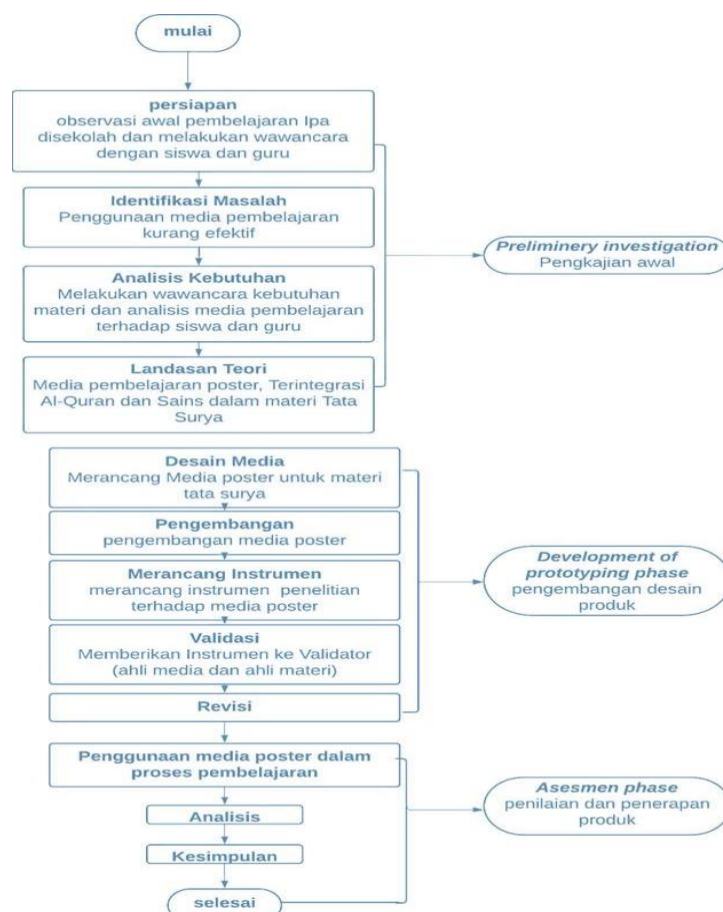 mulai
persiapan
observasi awal pembelajaran Ipa
disekolah dan melakukan wawancara
dengan siswa dan guru
Identifikasi Masalah
Penggunaan media pembelajaran
kurang efektif
Analisis Kebutuhan
Melakukan wawancara kebutuhan
materi dan analisis media pembelajaran
terhadap siswa dan guru
Landasan Teori
Media pembelajaran poster, Terintegrasi
Al-Quran dan Sains dalam materi Tata
Surya
Preliminery investigation
Pengkajian awal
Desain Media
Merancang Media poster untuk materi
tata surya
Pengembangan
pengembangan media poster
Merancang Instrumen
merancang instrumen penelitian
terhadap media poster
Validasi
Memberikan Instrumen ke Validator
(ahli media dan ahli materi)
Revisi
Development of
prototyping phase
pengembangan desain
produk
Penggunaan media poster dalam
proses pembelajaran
Analisis
Kesimpulan
selesai
Asesmen phase
penilaian dan penerapan
produk